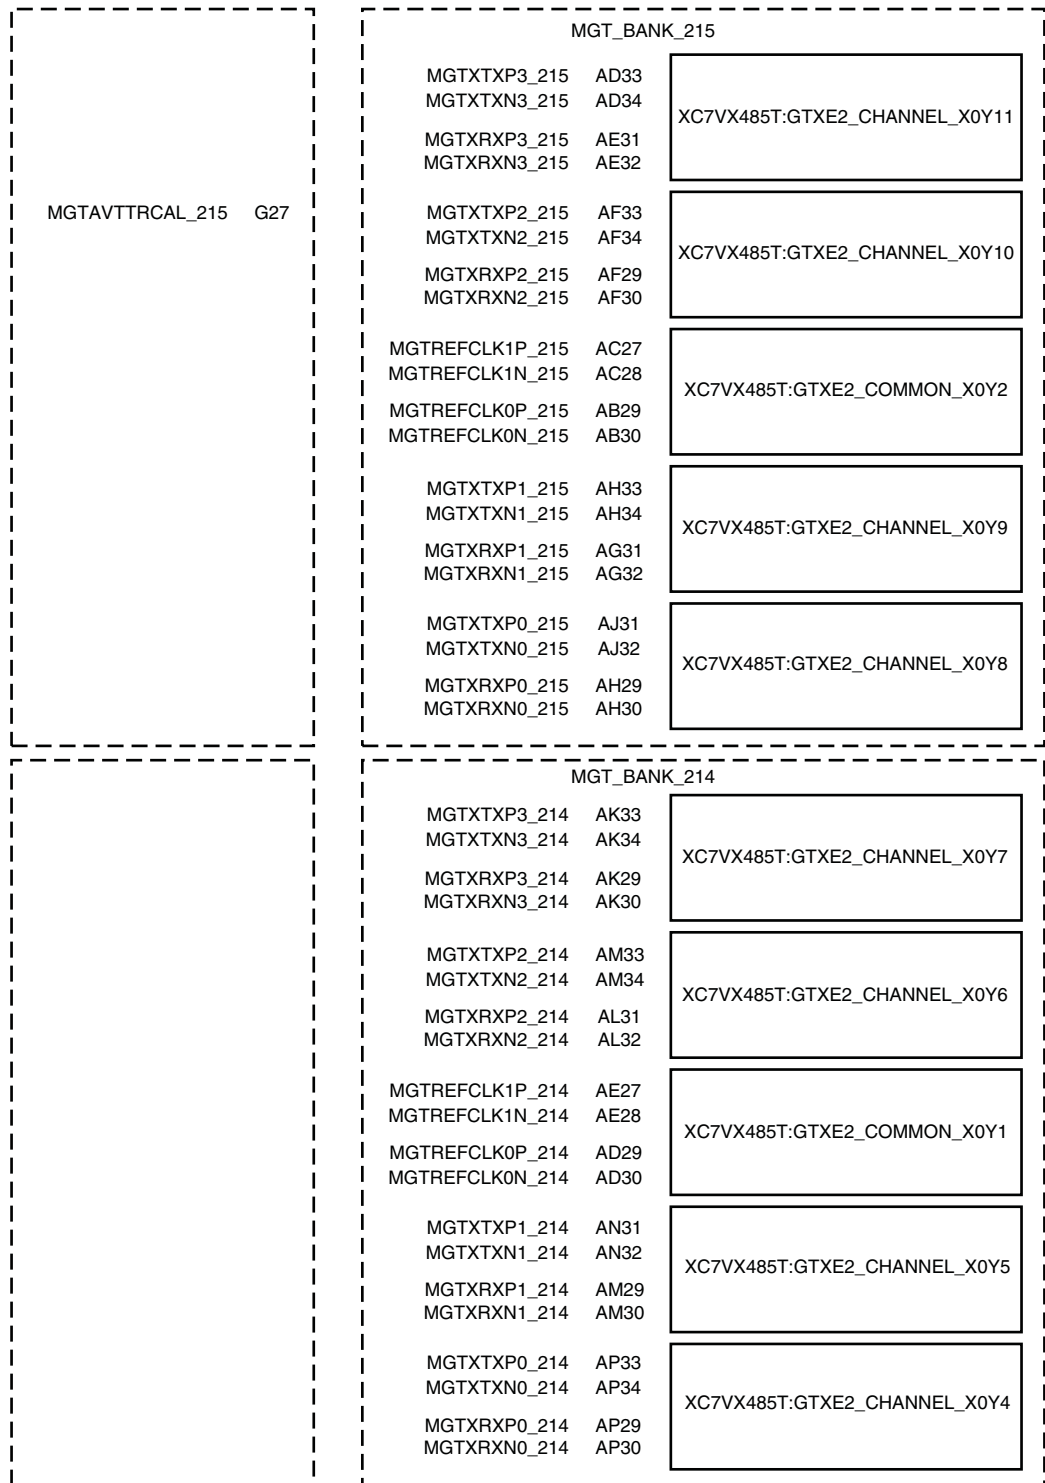 MGT_BANK_215
MGTXTXP3_215 AD33
MGTXTXN3_215 AD34
XC7VX485T:GTXE2_CHANNEL_X0Y11
MGTXRXP3_215 AE31
MGTXRXN3_215 AE32
MGTAVTTRCAL_215 G27
MGTXTXP2_215 AF33
MGTXTXN2_215 AF34
XC7VX485T:GTXE2_CHANNEL_X0Y10
MGTXRXP2_215 AF29
MGTXRXN2_215 AF30
MGTREFCLK1P_215 AC27
MGTREFCLK1N_215 AC28
XC7VX485T:GTXE2_COMMON_X0Y2
MGTREFCLK0P_215 AB29
MGTREFCLK0N_215 AB30
MGTXTXP1_215 AH33
MGTXTXN1_215 AH34
XC7VX485T:GTXE2_CHANNEL_X0Y9
MGTXRXP1_215 AG31
MGTXRXN1_215 AG32
MGTXTXP0_215 AJ31
MGTXTXN0_215 AJ32
XC7VX485T:GTXE2_CHANNEL_X0Y8
MGTXRXP0_215 AH29
MGTXRXN0_215 AH30
MGT_BANK_214
MGTXTXP3_214 AK33
MGTXTXN3_214 AK34
XC7VX485T:GTXE2_CHANNEL_X0Y7
MGTXRXP3_214 AK29
MGTXRXN3_214 AK30
MGTXTXP2_214 AM33
MGTXTXN2_214 AM34
XC7VX485T:GTXE2_CHANNEL_X0Y6
MGTXRXP2_214 AL31
MGTXRXN2_214 AL32
MGTREFCLK1P_214 AE27
MGTREFCLK1N_214 AE28
XC7VX485T:GTXE2_COMMON_X0Y1
MGTREFCLK0P_214 AD29
MGTREFCLK0N_214 AD30
MGTXTXP1_214 AN31
MGTXTXN1_214 AN32
XC7VX485T:GTXE2_CHANNEL_X0Y5
MGTXRXP1_214 AM29
MGTXRXN1_214 AM30
MGTXTXP0_214 AP33
MGTXTXN0_214 AP34
XC7VX485T:GTXE2_CHANNEL_X0Y4
MGTXRXP0_214 AP29
MGTXRXN0_214 AP30